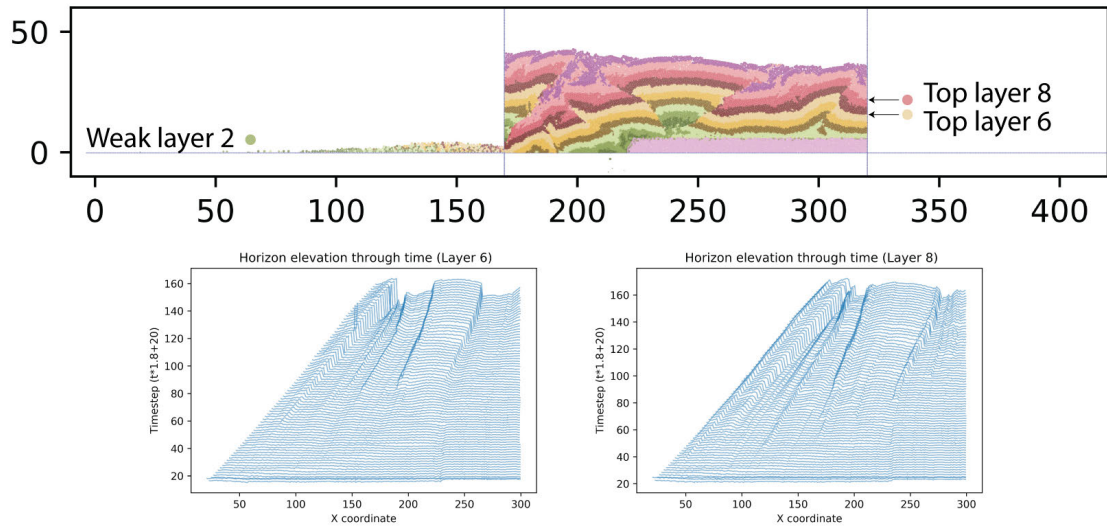 50
0
Weak layer 2
Top layer 8
Top layer 6
0 50 100 150 200 250 300 350 400
Horizon elevation through time (Layer 6)
Timestep (t*1.8+20)
160
140
120
100
80
60
40
20
50 100 150 200 250 300
X coordinate
Horizon elevation through time (Layer 8)
Timestep (t*1.8+20)
160
140
120
100
80
60
40
20
50 100 150 200 250 300
X coordinate